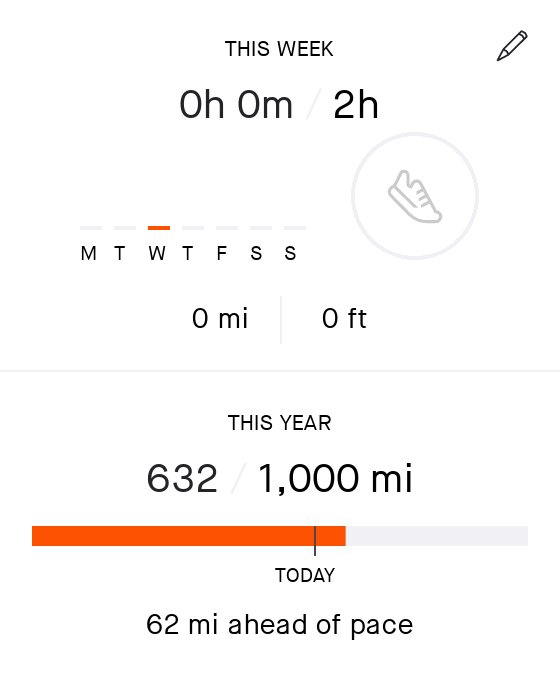 THIS WEEK
0h 0m / 2h
M T W T F S S
0 mi 0 ft
THIS YEAR
632 / 1,000 mi
TODAY
62 mi ahead of pace